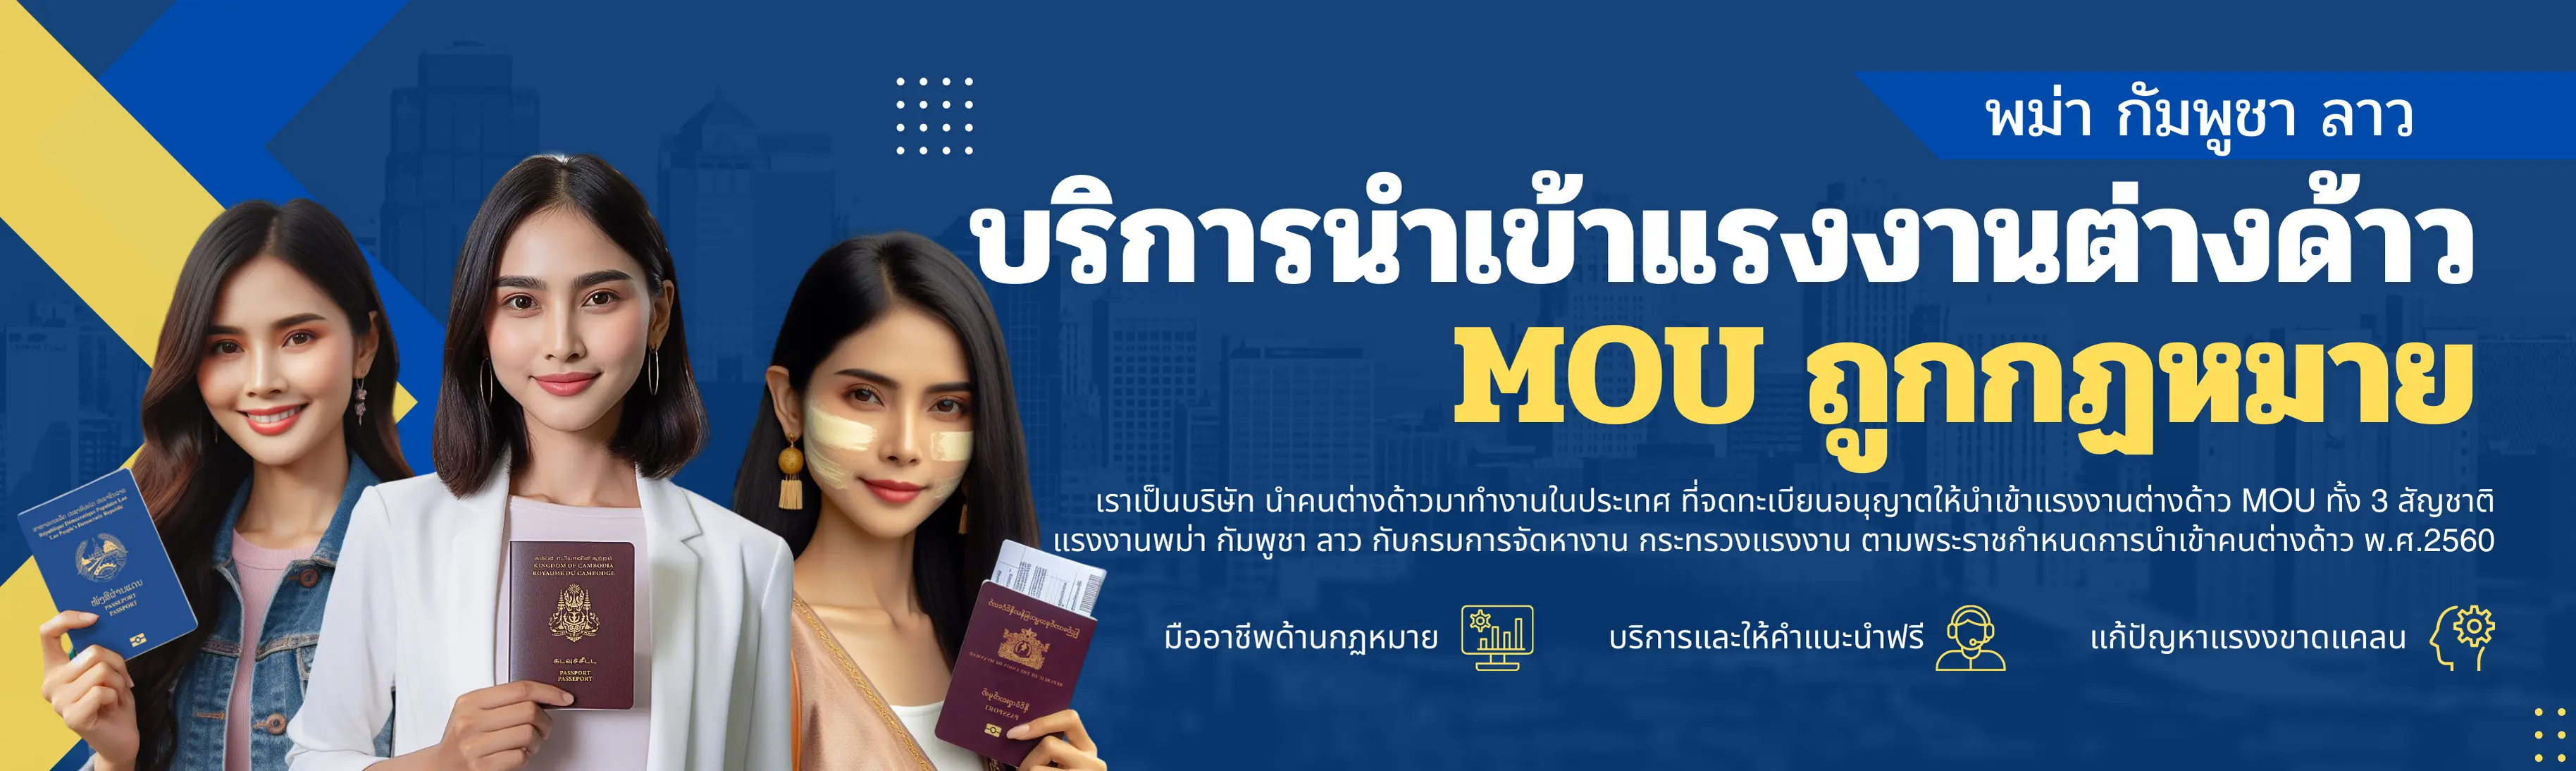 พม่า กัมพูชา ลาว
บริการนำเข้าแรงงานต่างด้าว
MOU ถูกกฏหมาย
เราเป็นบริษัท นำคนต่างด้าวมาทำงานในประเทศ ที่จดทะเบียนอนุญาตให้นำเข้าแรงงานต่างด้าว MOU ทั้ง 3 สัญชาติ
แรงงานพม่า กัมพูชา ลาว กับกรมการจัดหางาน กระทรวงแรงงาน ตามพระราชกำหนดการนำเข้าคนต่างด้าว พ.ศ.2560
มืออาชีพด้านกฏหมาย
บริการและให้คำแนะนำฟรี
แก้ปัญหาแรงงขาดแคลน
PASSPORT
PASSPORT
KINGDOM OF CAMBODIA
ROYAUME DU CAMBODGE
PASSPORT
PASSEPORT